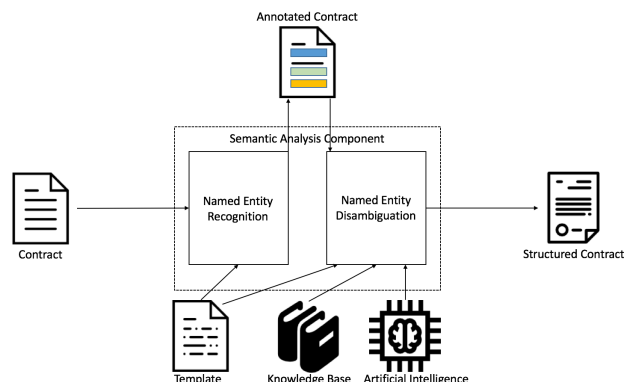 Annotated Contract
Semantic Analysis Component
Named Entity
Recognition
Named Entity
Disambiguation
Contract
Structured Contract
Template
Knowledge Base
Artificial Intelligence